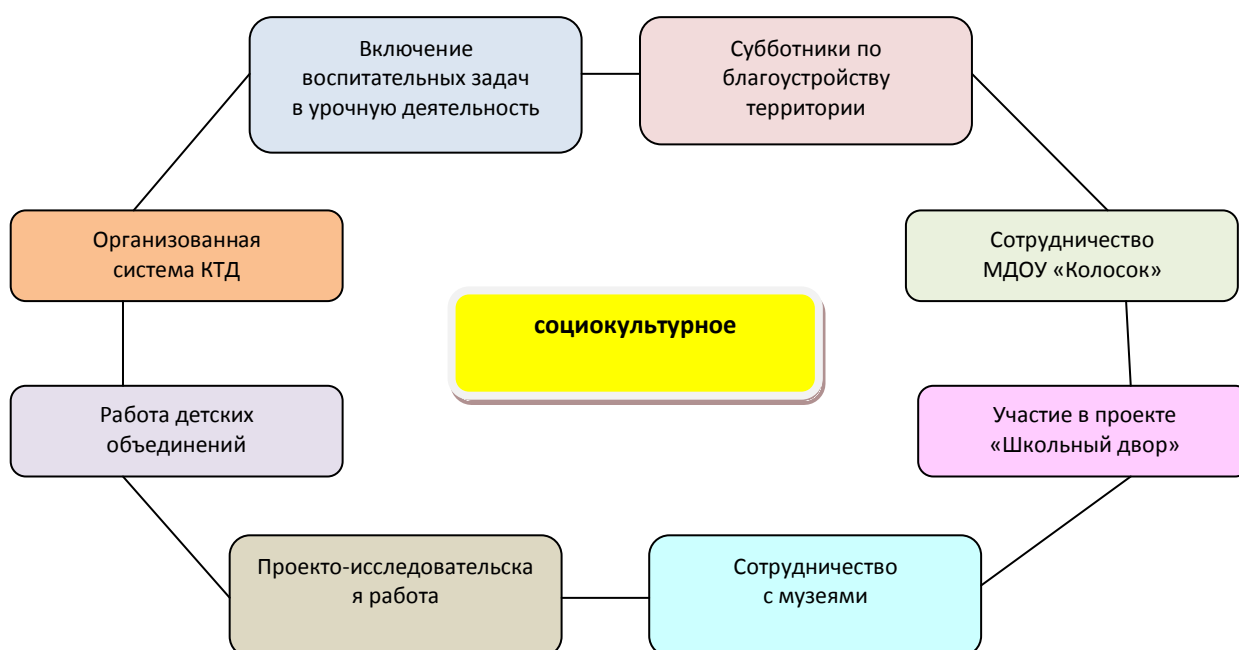 Включение
воспитательных задач
в урочную деятельность
Субботники по
благоустройству
территории
Организованная
система КТД
Сотрудничество
МДОУ «Колосок»
социокультурное
Работа детских
объединений
Участие в проекте
«Школьный двор»
Проекто-исследовательска
я работа
Сотрудничество
с музеями